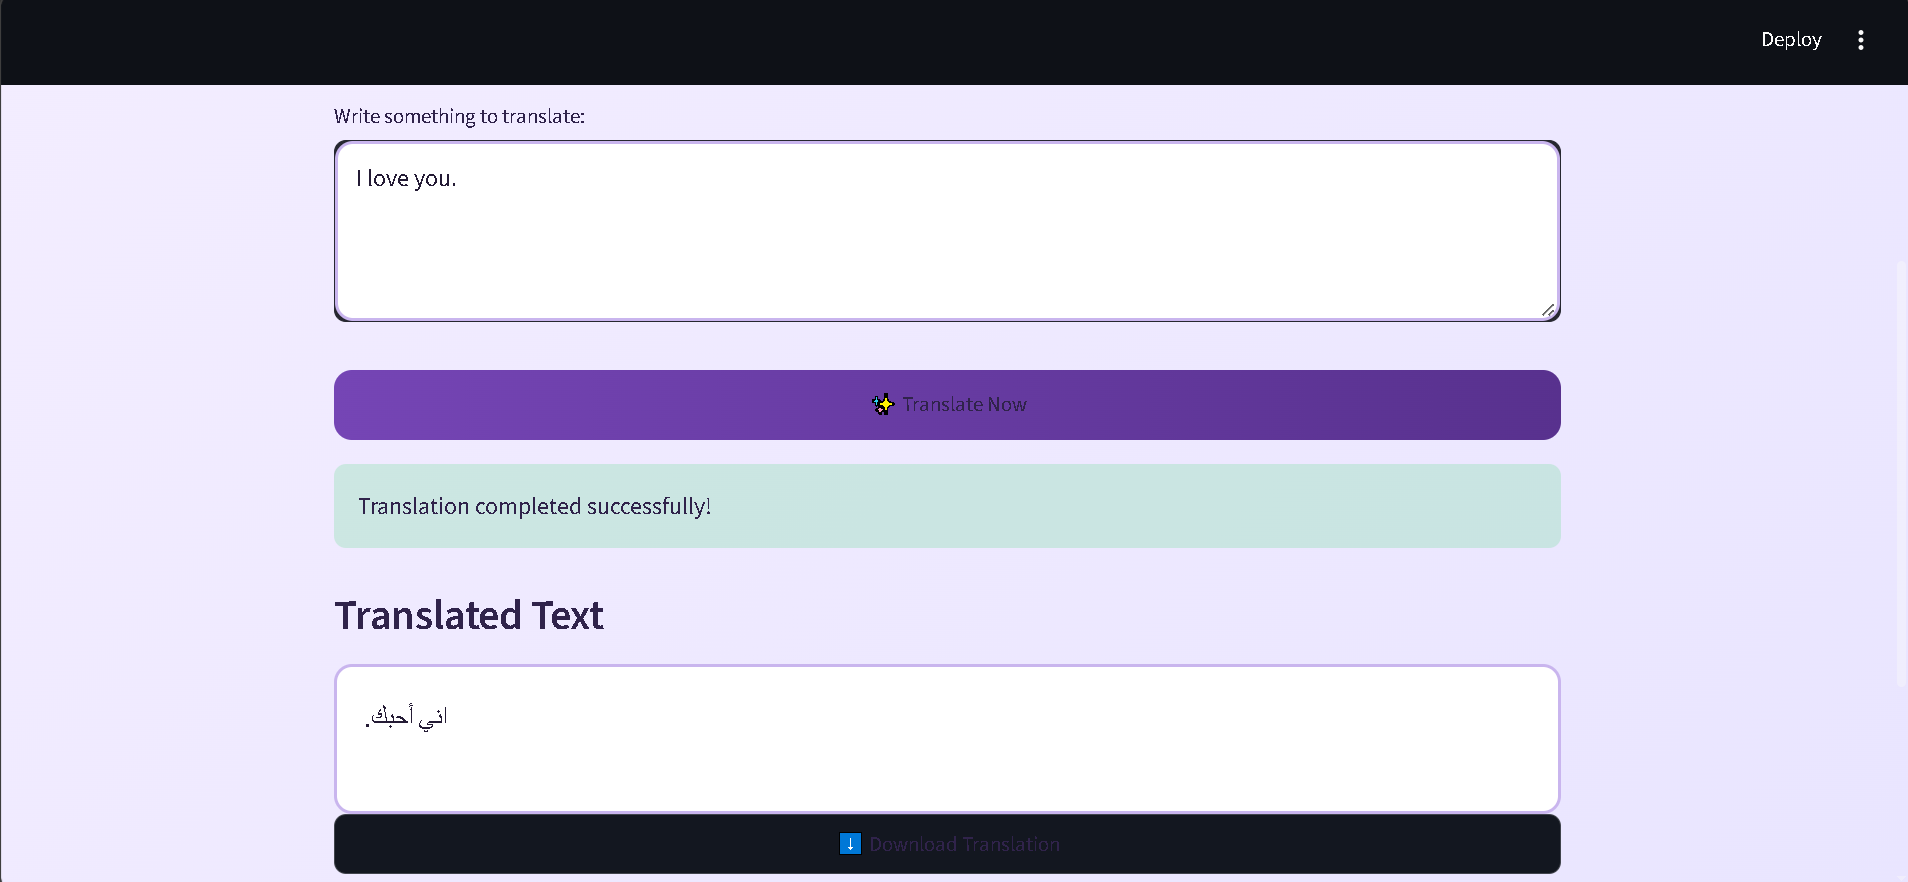 Deploy
Write something to translate:
I love you.
✨ Translate Now
Translation completed successfully!
Translated Text
اني أحبك.
⬇️ Download Translation